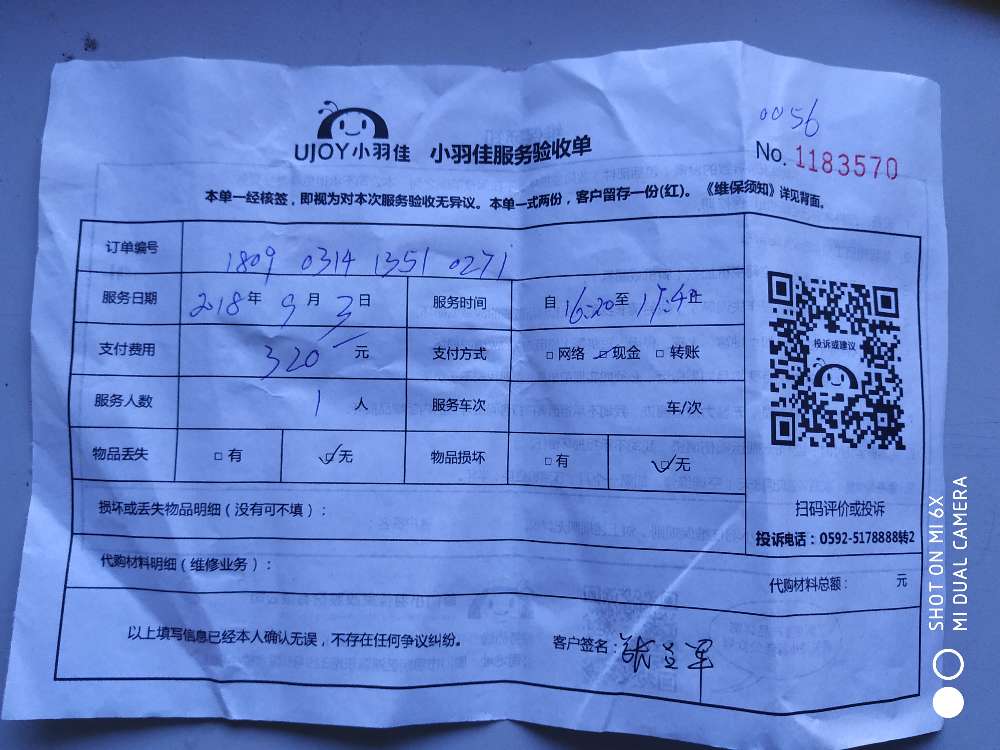 0056
UJOY小羽佳 小羽佳服务验收单
No. 1183570
本单一经核签，即视为对本次服务验收无异议。本单一式两份，客户留存一份(红)。《维保须知》详见背面。
订单编号 1809 0314 1351 0271
服务日期 2018年 9月 3日 服务时间 自 16:20至 17:4 止
支付费用 320 元 支付方式 □网络 ☑现金 □转账
服务人数 1 人 服务车次 车/次
物品丢失 □有 ☑无 物品损坏 □有 ☑无
投诉或建议
扫码评价或投诉
投诉电话：0592-5178888转2
损坏或丢失物品明细（没有可不填）：
代购材料明细（维修业务）：
代购材料总额： 元
以上填写信息已经本人确认无误，不存在任何争议纠纷。
客户签名：
SHOT ON MI 6X
MI DUAL CAMERA